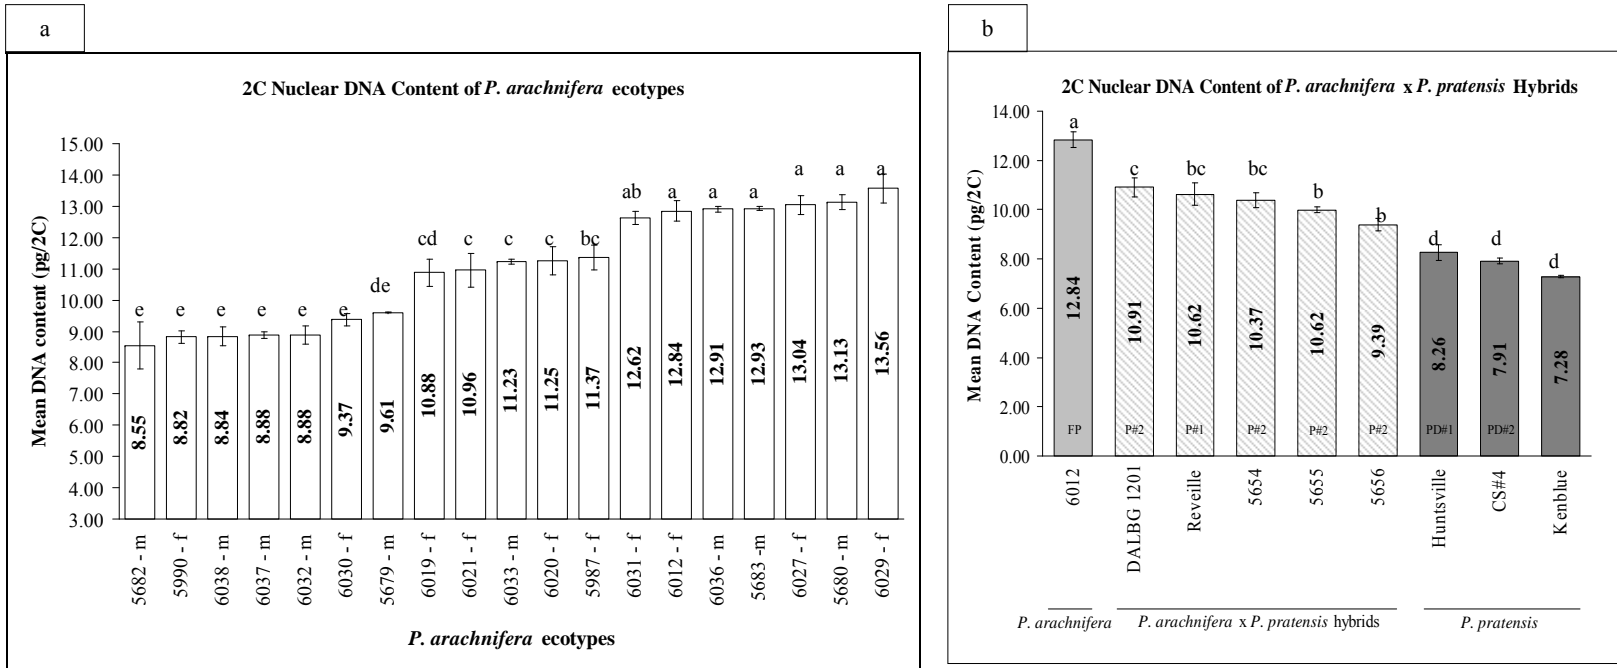 a
2C Nuclear DNA Content of P. arachnifera ecotypes
Mean DNA content (pg/2C)
15.00
14.00
13.00
12.00
11.00
10.00
9.00
8.00
7.00
6.00
5.00
4.00
3.00
e e e e e e de cd c c c bc ab a a a a a a
8.55 8.82 8.84 8.88 8.88 9.37 9.61 10.88 10.96 11.23 11.25 11.37 12.62 12.84 12.91 12.93 13.04 13.13 13.56
5682 - m
5990 - f
6038 - m
6037 - m
6032 - m
6030 - f
5679 - m
6019 - f
6021 - f
6033 - m
6020 - f
5987 - f
6031 - f
6012 - f
6036 - m
5683 -m
6027 - f
5680 - m
6029 - f
P. arachnifera ecotypes
b
2C Nuclear DNA Content of P. arachnifera x P. pratensis Hybrids
Mean DNA Content (pg/2C)
14.00
12.00
10.00
8.00
6.00
4.00
2.00
0.00
a c bc bc b b d d d
12.84 10.91 10.62 10.37 10.62 9.39 8.26 7.91 7.28
FP P#2 P#1 P#2 P#2 P#2 PD#1 PD#2
6012
DALBG 1201
Reveille
5654
5655
5656
Huntsville
CS#4
Kenblue
P. arachnifera P. arachnifera x P. pratensis hybrids P. pratensis